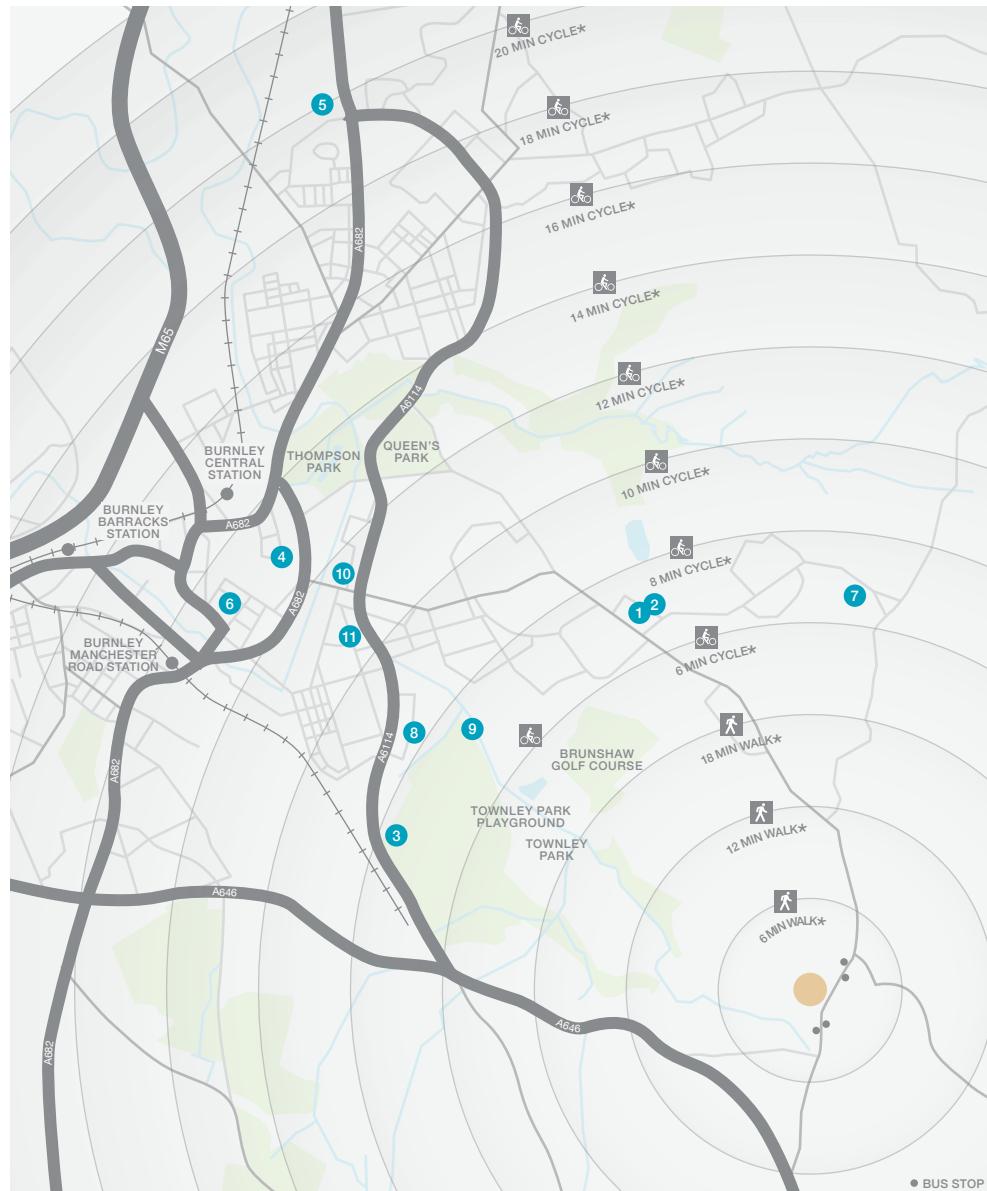 20 MIN CYCLE*
5
18 MIN CYCLE*
16 MIN CYCLE*
A682
14 MIN CYCLE*
M65
12 MIN CYCLE*
A6114
BURNLEY
CENTRAL
STATION
THOMPSON
PARK
QUEEN'S
PARK
10 MIN CYCLE*
BURNLEY
BARRACKS
STATION
A682
4
10
8 MIN CYCLE*
6
A682
1
2
7
11
BURNLEY
MANCHESTER
ROAD STATION
6 MIN CYCLE*
8
9
A6114
18 MIN WALK*
BRUNSHAW
GOLF COURSE
A682
TOWNLEY PARK
PLAYGROUND
3
TOWNLEY
PARK
12 MIN WALK*
A646
6 MIN WALK*
A646
A682
BUS STOP